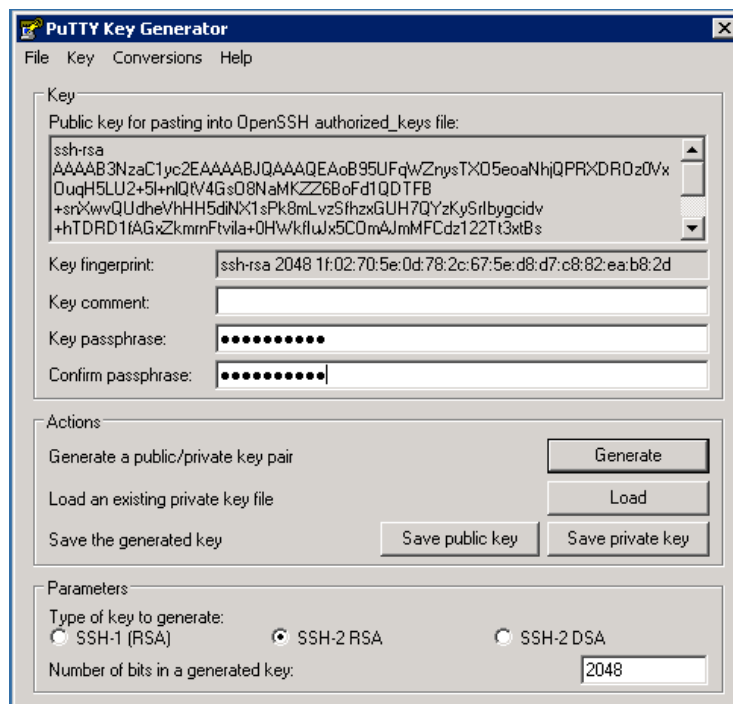 PuTTY Key Generator
File Key Conversions Help
Key
Public key for pasting into OpenSSH authorized_keys file:
ssh-rsa
AAAAB3NzaC1yc2EAAAABJQAAAQEAoB95UFqWZnysTXO5eoaNhjQPRXDROz0Vx
OuqH5LU2+5l+nlQtV4GsO8NaMKZZ6BoFd1QDTFB
+snXwvQUdheVhHH5diNX1sPk8mLvzSfhzxGUH7QYzKySrlbygcidv
+hTDRD1fAGxZkmrnFtvila+0HWkfluJx5COmAJmMFCdz122Tt3xtBs
Key fingerprint: ssh-rsa 2048 1f:02:70:5e:0d:78:2c:67:5e:d8:d7:c8:82:ea:b8:2d
Key comment:
Key passphrase: ●●●●●●●●●●
Confirm passphrase: ●●●●●●●●●●
Actions
Generate a public/private key pair Generate
Load an existing private key file Load
Save the generated key Save public key Save private key
Parameters
Type of key to generate:
SSH-1 (RSA) SSH-2 RSA SSH-2 DSA
Number of bits in a generated key: 2048